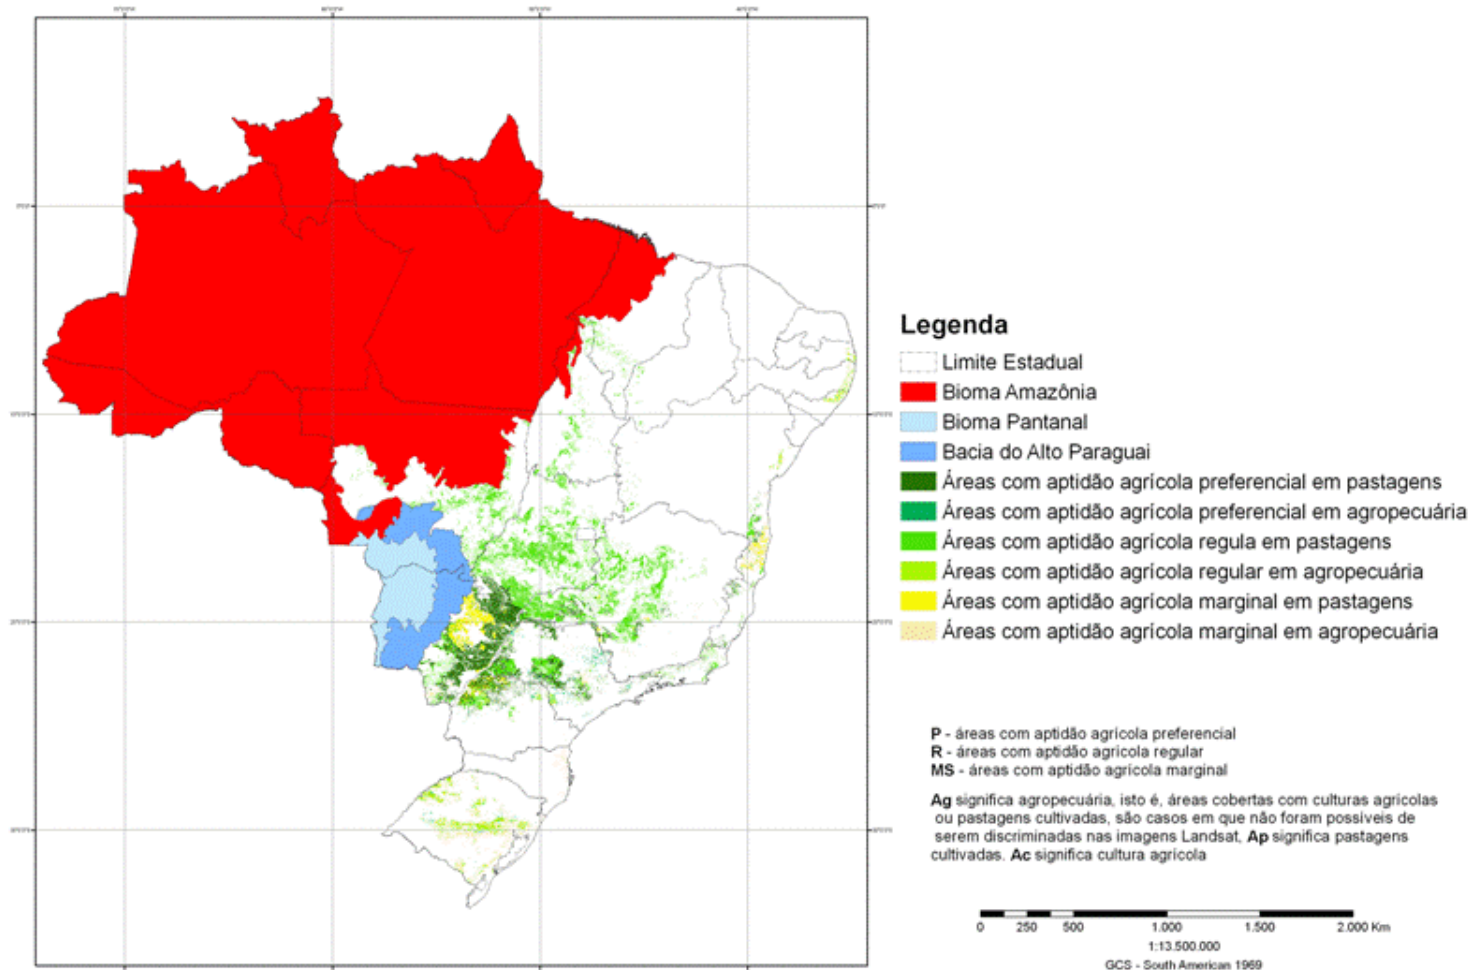 Legenda
Limite Estadual
Bioma Amazônia
Bioma Pantanal
Bacia do Alto Paraguai
Áreas com aptidão agrícola preferencial em pastagens
Áreas com aptidão agrícola preferencial em agropecuária
Áreas com aptidão agrícola regula em pastagens
Áreas com aptidão agrícola regular em agropecuária
Áreas com aptidão agrícola marginal em pastagens
Áreas com aptidão agrícola marginal em agropecuária
P - áreas com aptidão agrícola preferencial
R - áreas com aptidão agrícola regular
MS - áreas com aptidão agrícola marginal
Ag significa agropecuária, isto é, áreas cobertas com culturas agrícolas
ou pastagens cultivadas, são casos em que não foram possiveis de
serem discriminadas nas imagens Landsat, Ap significa pastagens
cultivadas. Ac significa cultura agrícola
0 250 500 1.000 1.500 2.000 Km
1:13.500.000
GCS - South American 1969